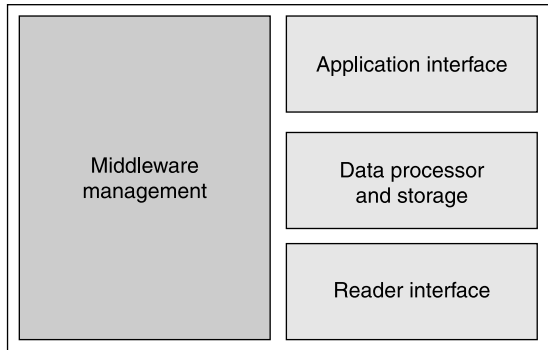 Middleware
management
Application interface
Data processor
and storage
Reader interface